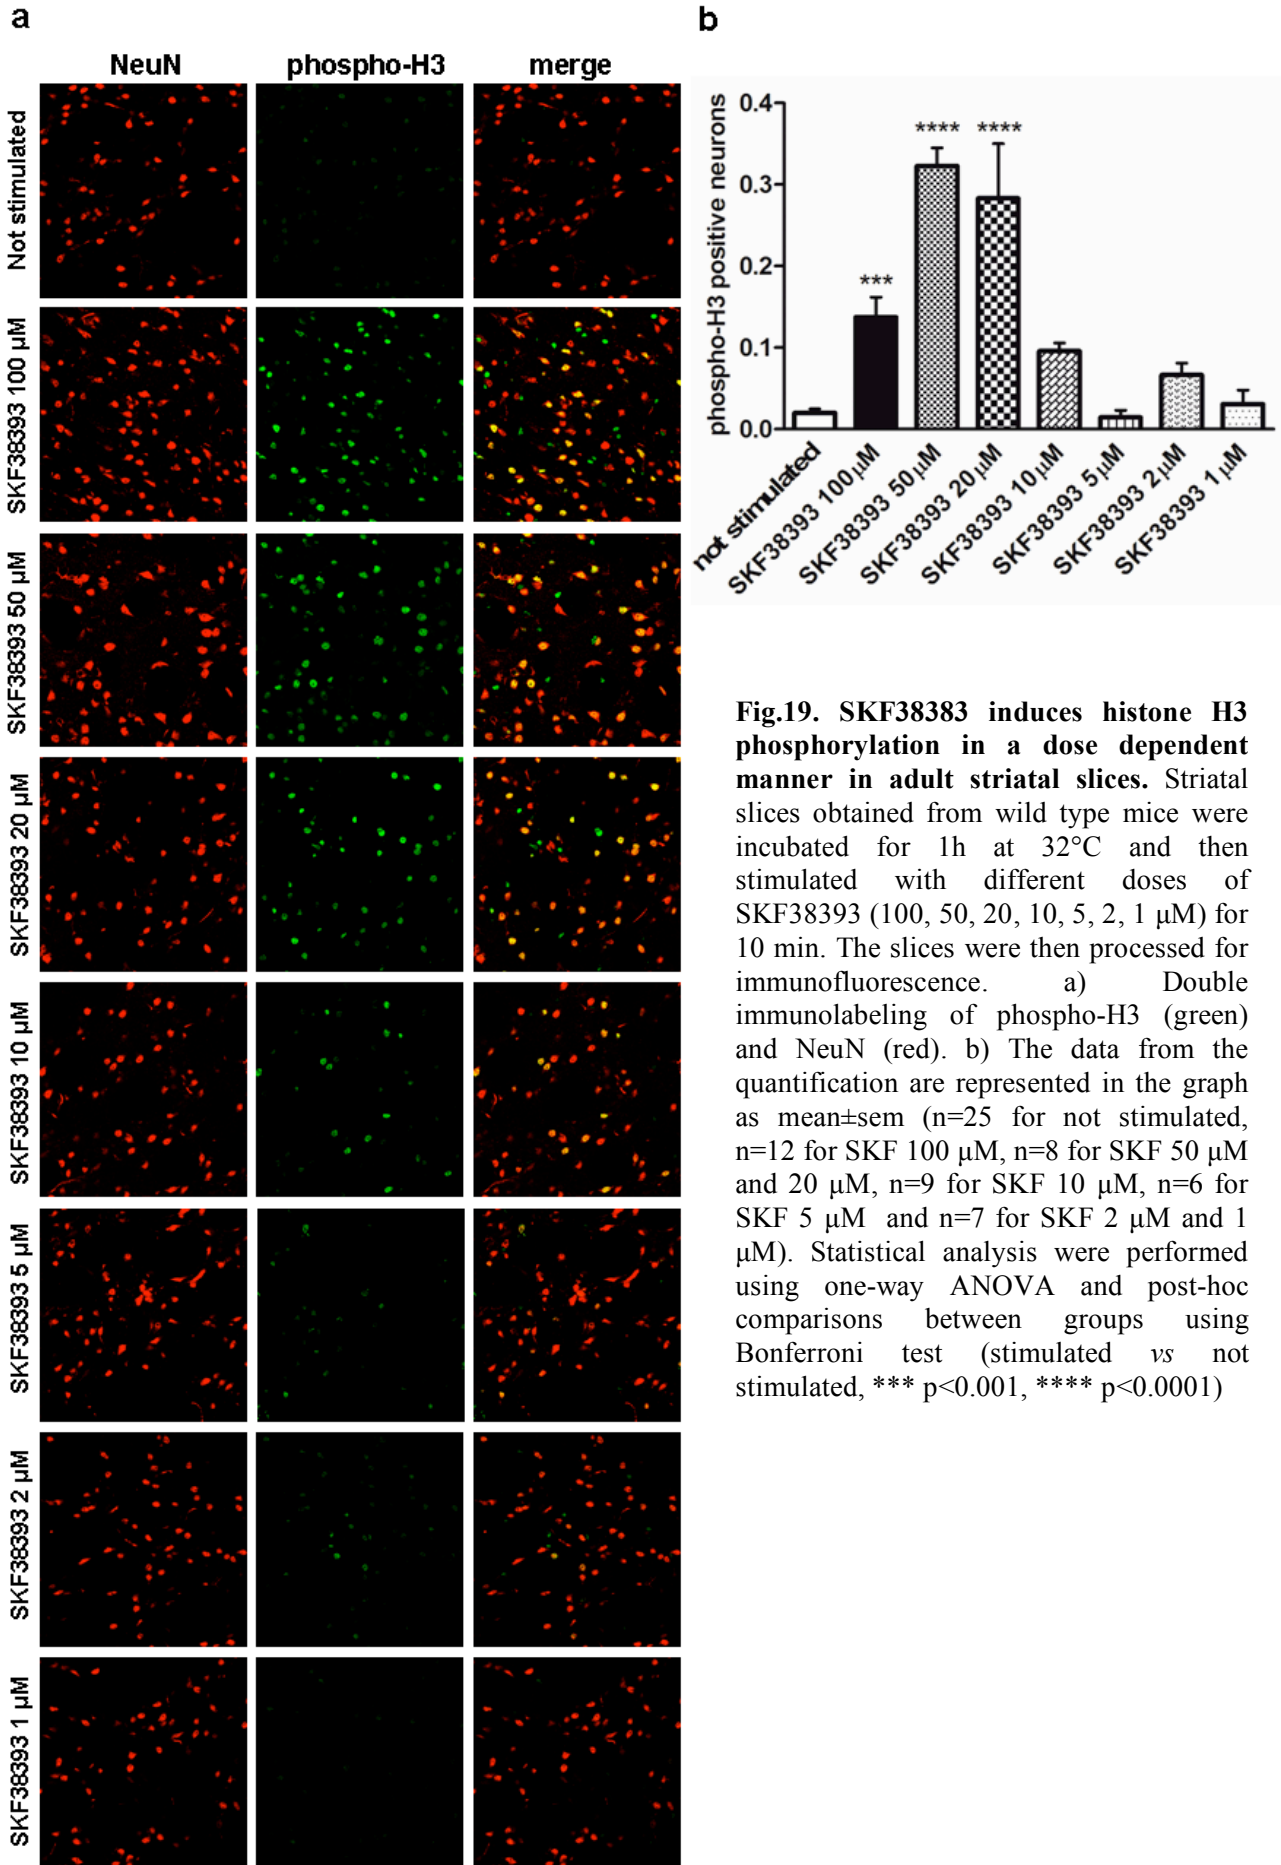 a
NeuN phospho-H3 merge
Not stimulated
SKF38393 100 µM
SKF38393 50 µM
SKF38393 20 µM
SKF38393 10 µM
SKF38393 5 µM
SKF38393 2 µM
SKF38393 1 µM
b
phospho-H3 positive neurons
0.4
0.3
0.2
0.1
0.0
***
****
****
not stimulated
SKF38393 100µM
SKF38393 50µM
SKF38393 20µM
SKF38393 10µM
SKF38393 5µM
SKF38393 2µM
SKF38393 1µM
Fig.19. SKF38383 induces histone H3
phosphorylation in a dose dependent
manner in adult striatal slices. Striatal
slices obtained from wild type mice were
incubated for 1h at 32°C and then
stimulated with different doses of
SKF38393 (100, 50, 20, 10, 5, 2, 1 µM) for
10 min. The slices were then processed for
immunofluorescence. a) Double
immunolabeling of phospho-H3 (green)
and NeuN (red). b) The data from the
quantification are represented in the graph
as mean±sem (n=25 for not stimulated,
n=12 for SKF 100 µM, n=8 for SKF 50 µM
and 20 µM, n=9 for SKF 10 µM, n=6 for
SKF 5 µM and n=7 for SKF 2 µM and 1
µM). Statistical analysis were performed
using one-way ANOVA and post-hoc
comparisons between groups using
Bonferroni test (stimulated vs not
stimulated, *** p<0.001, **** p<0.0001)